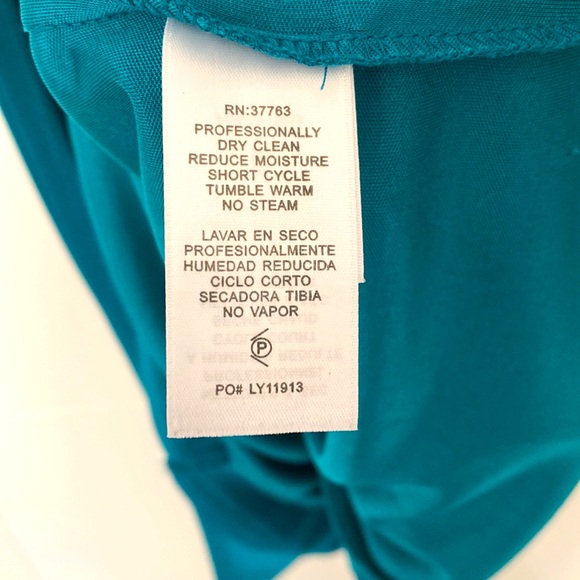 RN:37763
PROFESSIONALLY
DRY CLEAN
REDUCE MOISTURE
SHORT CYCLE
TUMBLE WARM
NO STEAM
LAVAR EN SECO
PROFESIONALMENTE
HUMEDAD REDUCIDA
CICLO CORTO
SECADORA TIBIA
NO VAPOR
P
PO# LY11913